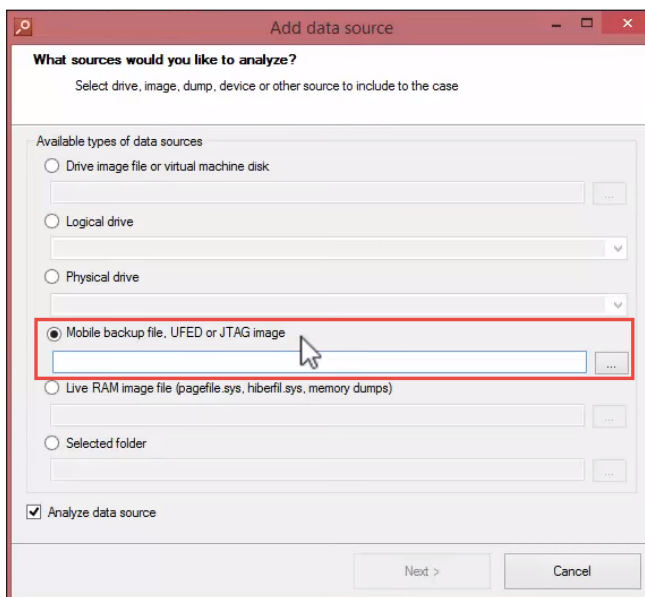 Add data source
What sources would you like to analyze?
Select drive, image, dump, device or other source to include to the case
Available types of data sources
Drive image file or virtual machine disk
...
Logical drive
Physical drive
Mobile backup file, UFED or JTAG image
...
Live RAM image file (pagefile.sys, hiberfil.sys, memory dumps)
...
Selected folder
...
Analyze data source
Next >
Cancel